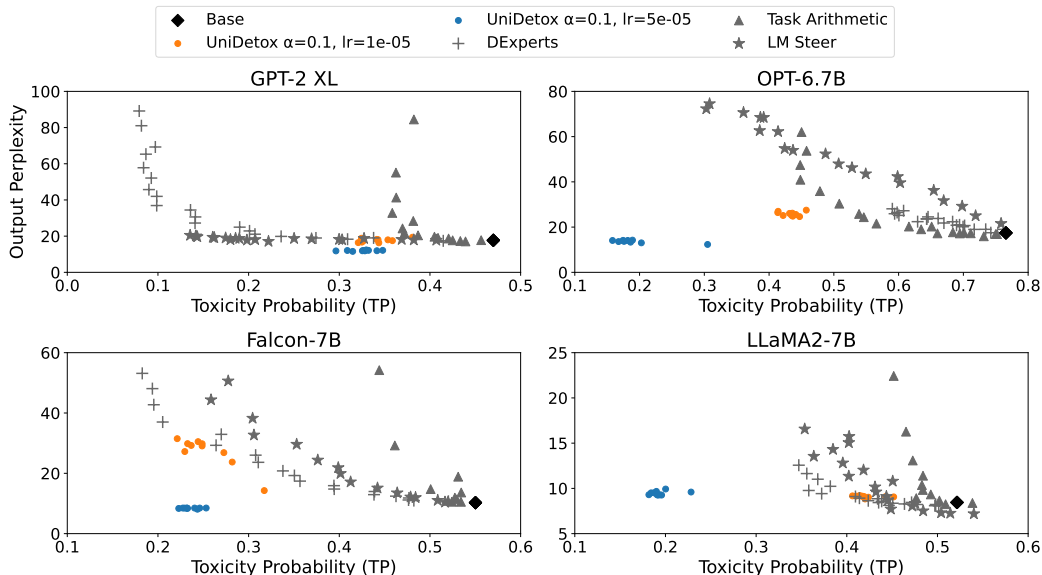 Base
UniDetox α=0.1, lr=5e-05
Task Arithmetic
UniDetox α=0.1, lr=1e-05
DExperts
LM Steer
GPT-2 XL
OPT-6.7B
Output Perplexity
100
80
60
40
20
0
0.0 0.1 0.2 0.3 0.4 0.5
Toxicity Probability (TP)
80
60
40
20
0
0.1 0.2 0.3 0.4 0.5 0.6 0.7 0.8
Toxicity Probability (TP)
Falcon-7B
LLaMA2-7B
60
40
20
0
0.1 0.2 0.3 0.4 0.5 0.6
Toxicity Probability (TP)
25
20
15
10
5
0.1 0.2 0.3 0.4 0.5 0.6
Toxicity Probability (TP)